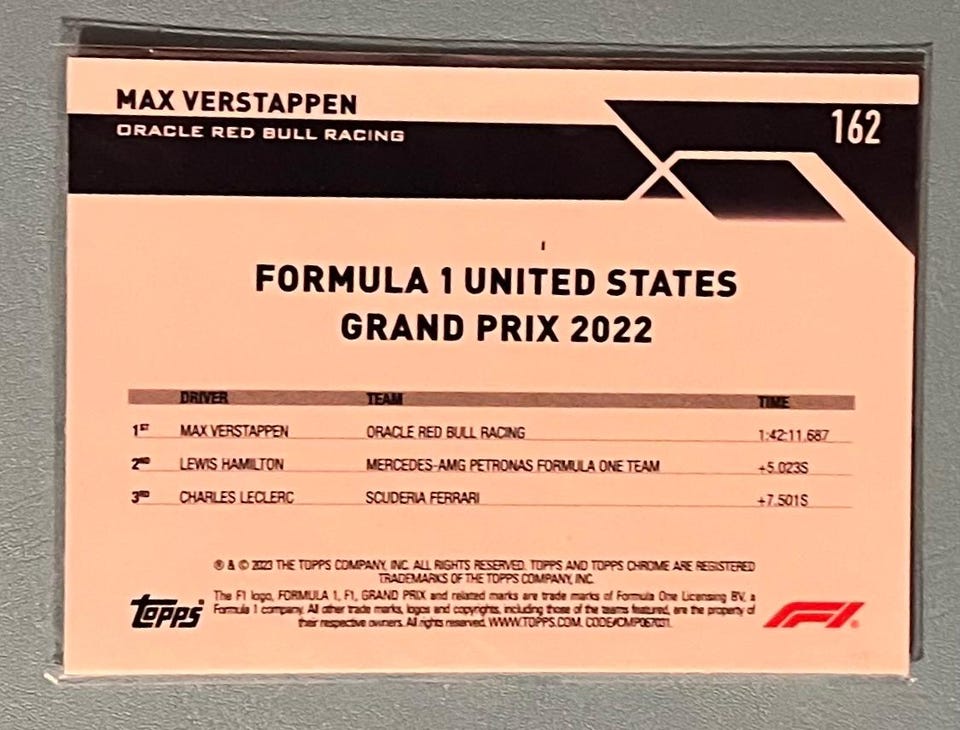 MAX VERSTAPPEN
ORACLE RED BULL RACING
162
FORMULA 1 UNITED STATES
GRAND PRIX 2022
DRIVER TEAM TIME
1ST MAX VERSTAPPEN ORACLE RED BULL RACING 1:42:11.687
2ND LEWIS HAMILTON MERCEDES-AMG PETRONAS FORMULA ONE TEAM +5.023S
3RD CHARLES LECLERC SCUDERIA FERRARI +7.501S
® & © 2023 THE TOPPS COMPANY, INC. ALL RIGHTS RESERVED. TOPPS AND TOPPS CHROME ARE REGISTERED
TRADEMARKS OF THE TOPPS COMPANY, INC.
The F1 logo, FORMULA 1, F1, GRAND PRIX and related marks are trade marks of Formula One Licensing BV, a
Formula 1 company. All other trade marks, logos and copyrights, including those of the teams featured, are the property of
their respective owners. All rights reserved. WWW.TOPPS.COM. CODE#CMP067031.
TOPPS
F1®